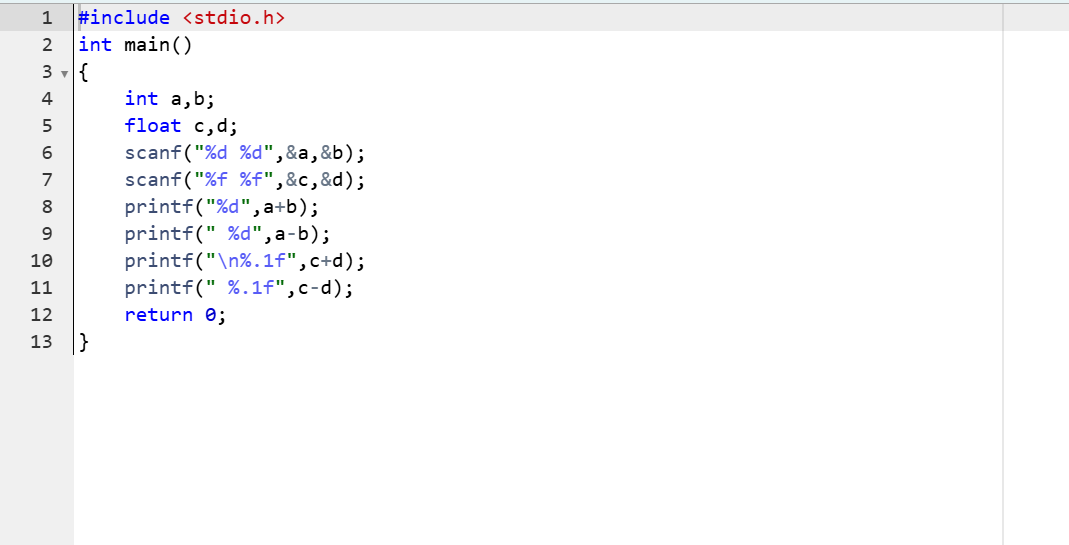 1 #include <stdio.h>
2 int main()
3 {
4     int a,b;
5     float c,d;
6     scanf("%d %d",&a,&b);
7     scanf("%f %f",&c,&d);
8     printf("%d",a+b);
9     printf(" %d",a-b);
10     printf("\n%.1f",c+d);
11     printf(" %.1f",c-d);
12     return 0;
13 }